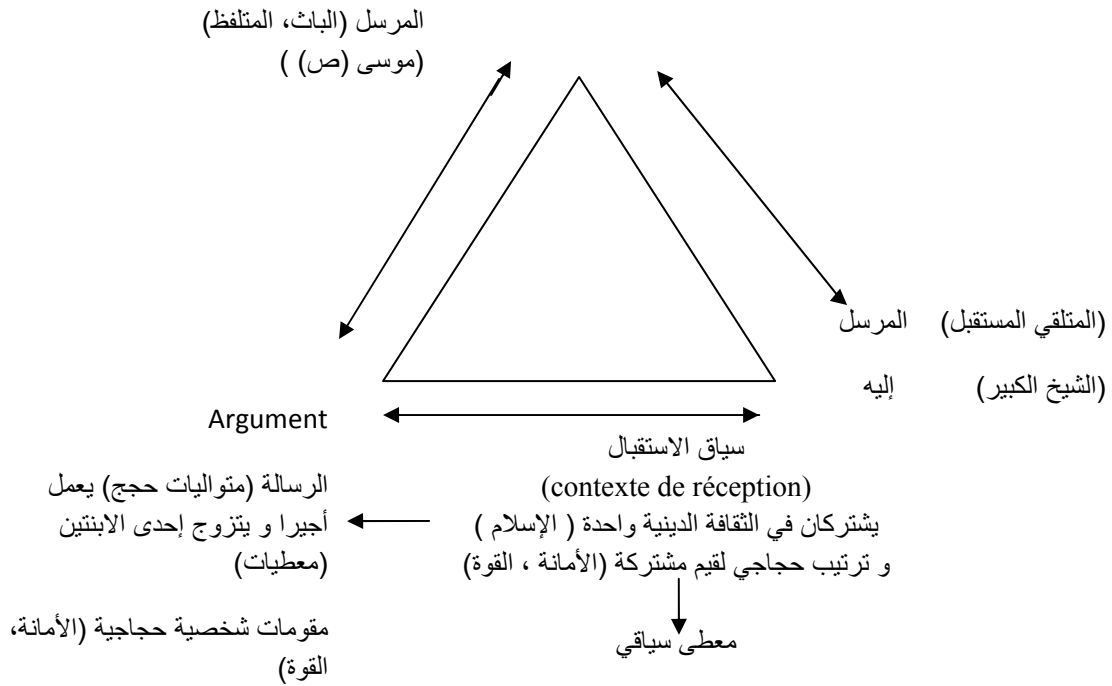 المرسل (الباث، المتلفظ)
(موسى (ص) )
(المتلقي المستقبل) المرسل
(الشيخ الكبير) إليه
Argument
سياق الاستقبال
(contexte de réception)
يشتركان في الثقافة الدينية واحدة ( الإسلام )
و ترتيب حجاجي لقيم مشتركة (الأمانة ، القوة)
معطى سياقي
الرسالة (متواليات حجج) يعمل
أجيرا و يتزوج إحدى الابنتين
(معطيات)
مقومات شخصية حجاجية (الأمانة،
القوة)